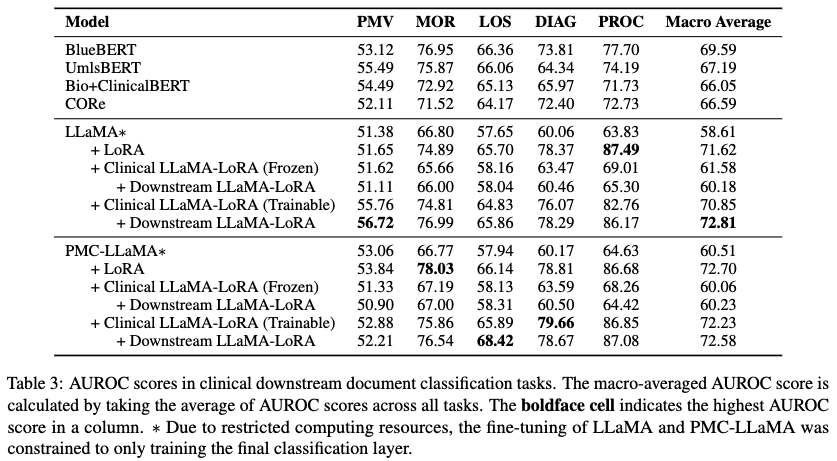 Model PMV MOR LOS DIAG PROC Macro Average
BlueBERT 53.12 76.95 66.36 73.81 77.70 69.59
UmlsBERT 55.49 75.87 66.06 64.34 74.19 67.19
Bio+ClinicalBERT 54.49 72.92 65.13 65.97 71.73 66.05
CORe 52.11 71.52 64.17 72.40 72.73 66.59
LLaMA∗ 51.38 66.80 57.65 60.06 63.83 58.61
+ LoRA 51.65 74.89 65.70 78.37 87.49 71.62
+ Clinical LLaMA-LoRA (Frozen) 51.62 65.66 58.16 63.47 69.01 61.58
+ Downstream LLaMA-LoRA 51.11 66.00 58.04 60.46 65.30 60.18
+ Clinical LLaMA-LoRA (Trainable) 55.76 74.81 64.83 76.07 82.76 70.85
+ Downstream LLaMA-LoRA 56.72 76.99 65.86 78.29 86.17 72.81
PMC-LLaMA∗ 53.06 66.77 57.94 60.17 64.63 60.51
+ LoRA 53.84 78.03 66.14 78.81 86.68 72.70
+ Clinical LLaMA-LoRA (Frozen) 51.33 67.19 58.13 63.59 68.26 60.06
+ Downstream LLaMA-LoRA 50.90 67.00 58.31 60.50 64.42 60.23
+ Clinical LLaMA-LoRA (Trainable) 52.88 75.86 65.89 79.66 86.85 72.23
+ Downstream LLaMA-LoRA 52.21 76.54 68.42 78.67 87.08 72.58
Table 3: AUROC scores in clinical downstream document classification tasks. The macro-averaged AUROC score is
calculated by taking the average of AUROC scores across all tasks. The boldface cell indicates the highest AUROC
score in a column. ∗ Due to restricted computing resources, the fine-tuning of LLaMA and PMC-LLaMA was
constrained to only training the final classification layer.